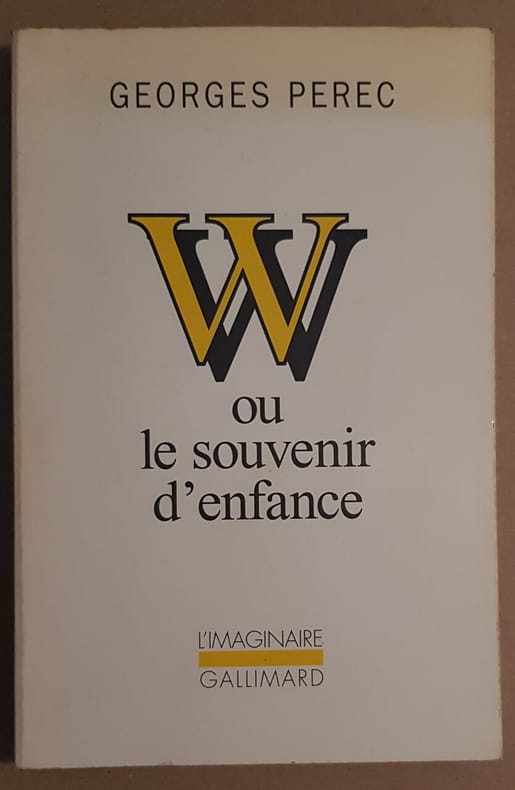 GEORGES PEREC
W
ou
le souvenir
d'enfance
L'IMAGINAIRE
GALLIMARD